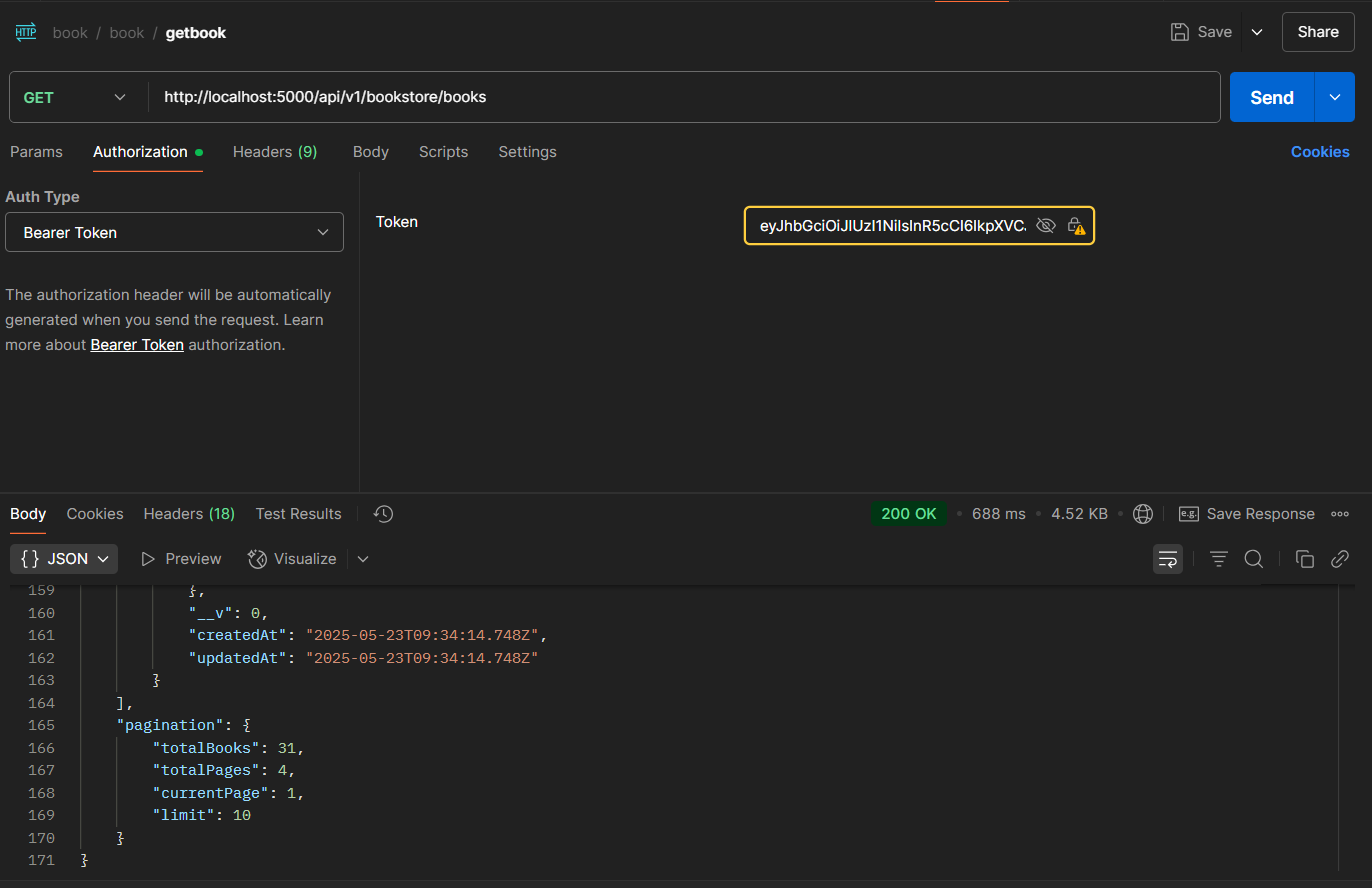 HTTP book / book / getbook Save Share
GET http://localhost:5000/api/v1/bookstore/books Send
Params Authorization Headers (9) Body Scripts Settings Cookies
Auth Type
Bearer Token
Token eyJhbGciOiJIUzI1NiIsInR5cCI6IkpXVCJ
The authorization header will be automatically
generated when you send the request. Learn
more about Bearer Token authorization.
Body Cookies Headers (18) Test Results 200 OK • 688 ms • 4.52 KB • e.g. Save Response
{} JSON Preview Visualize
159 },
160 "__v": 0,
161 "createdAt": "2025-05-23T09:34:14.748Z",
162 "updatedAt": "2025-05-23T09:34:14.748Z"
163 }
164 ],
165 "pagination": {
166 "totalBooks": 31,
167 "totalPages": 4,
168 "currentPage": 1,
169 "limit": 10
170 }
171 }